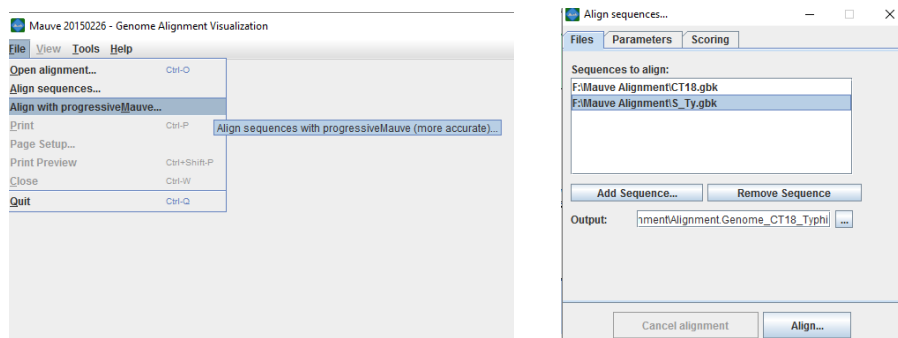 Mauve 20150226 - Genome Alignment Visualization
File View Tools Help
Open alignment... Ctrl-O
Align sequences...
Align with progressiveMauve...
Print Ctrl-P
Align sequences with progressiveMauve (more accurate)...
Page Setup...
Print Preview Ctrl+Shift-P
Close Ctrl-W
Quit Ctrl-Q
Align sequences...
Files Parameters Scoring
Sequences to align:
F:\Mauve Alignment\CT18.gbk
F:\Mauve Alignment\S_Ty.gbk
Add Sequence... Remove Sequence
Output: nment\Alignment.Genome_CT18_Typhi ...
Cancel alignment Align...